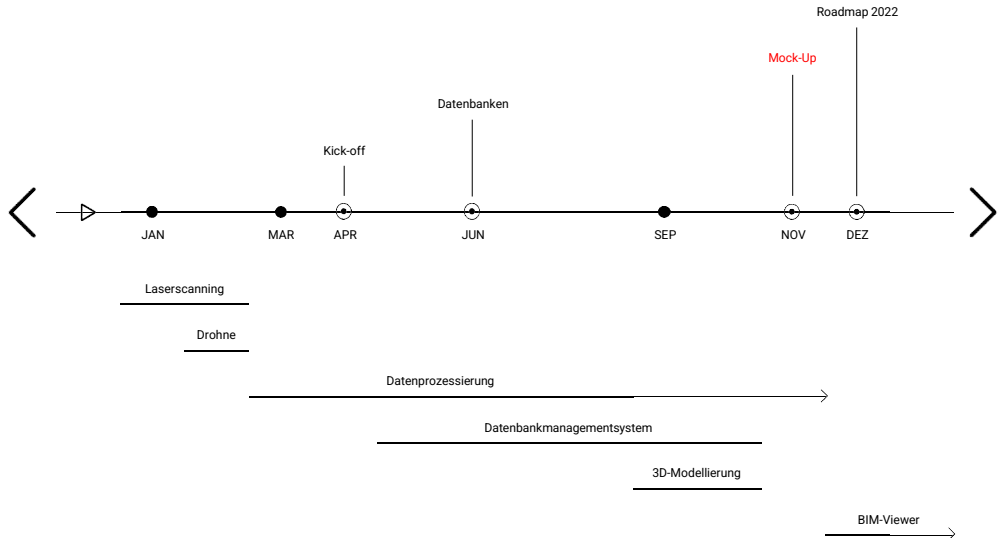 Roadmap 2022
Mock-Up
Datenbanken
Kick-off
JAN MAR APR JUN SEP NOV DEZ
Laserscanning
Drohne
Datenprozessierung
Datenbankmanagementsystem
3D-Modellierung
BIM-Viewer